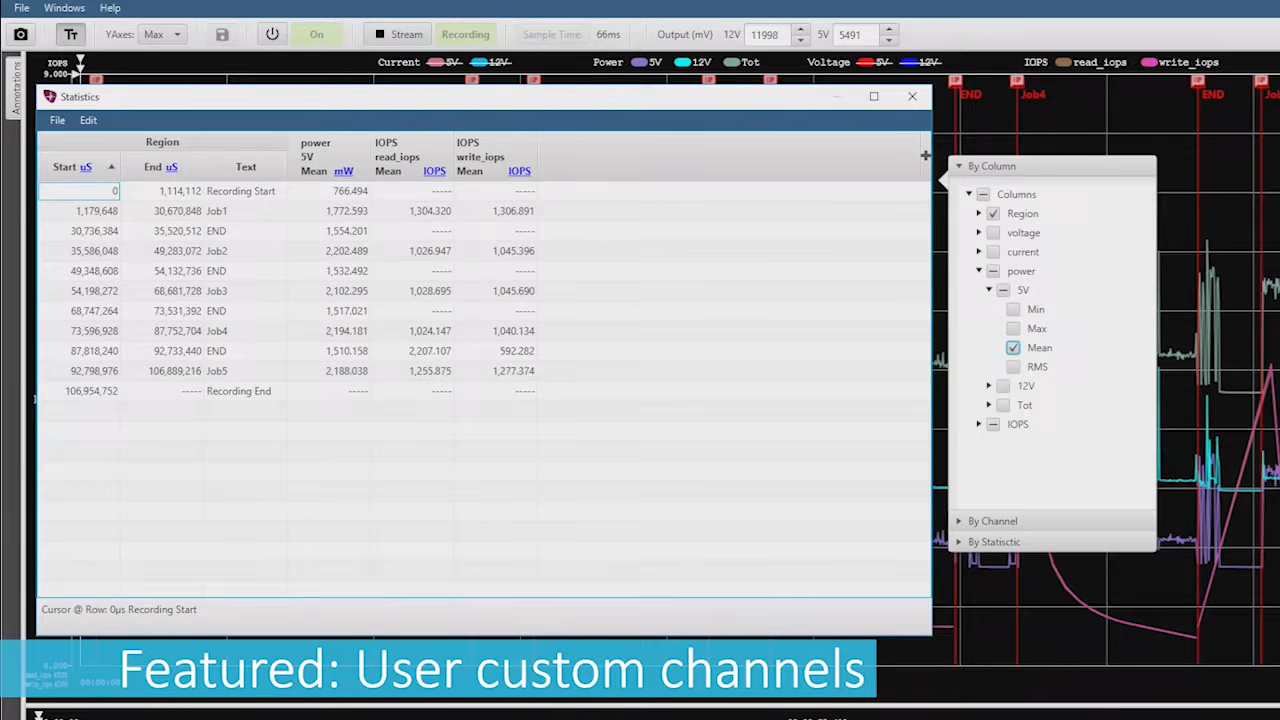 File Windows Help
Tr YAxes: Max On Stream Recording Sample Time: 66ms Output (mV) 12V 11998 5V 5491
Annotations
IOPS Current 5V 12V Power 5V 12V Tot Voltage 5V 12V IOPS read_iops write_iops
9.000
END Job4 END
Statistics
File Edit
Region
power 5V Mean mW
IOPS read_iops Mean IOPS
IOPS write_iops Mean IOPS
Start uS End uS Text
0 1,114,112 Recording Start 766.494 ----- -----
1,179,648 30,670,848 Job1 1,772.593 1,304.320 1,306.891
30,736,384 35,520,512 END 1,554.201 ----- -----
35,586,048 49,283,072 Job2 2,202.489 1,026.947 1,045.396
49,348,608 54,132,736 END 1,532.492 ----- -----
54,198,272 68,681,728 Job3 2,102.295 1,028.695 1,045.690
68,747,264 73,531,392 END 1,517.021 ----- -----
73,596,928 87,752,704 Job4 2,194.181 1,024.147 1,040.134
87,818,240 92,733,440 END 1,510.158 2,207.107 592.282
92,798,976 106,889,216 Job5 2,188.038 1,255.875 1,277.374
106,954,752 ----- Recording End ----- ----- -----
Cursor @ Row: 0µs Recording Start
By Column
Columns
Region
voltage
current
power
5V
Min
Max
Mean
RMS
12V
Tot
IOPS
By Channel
By Statisctic
Featured: User custom channels